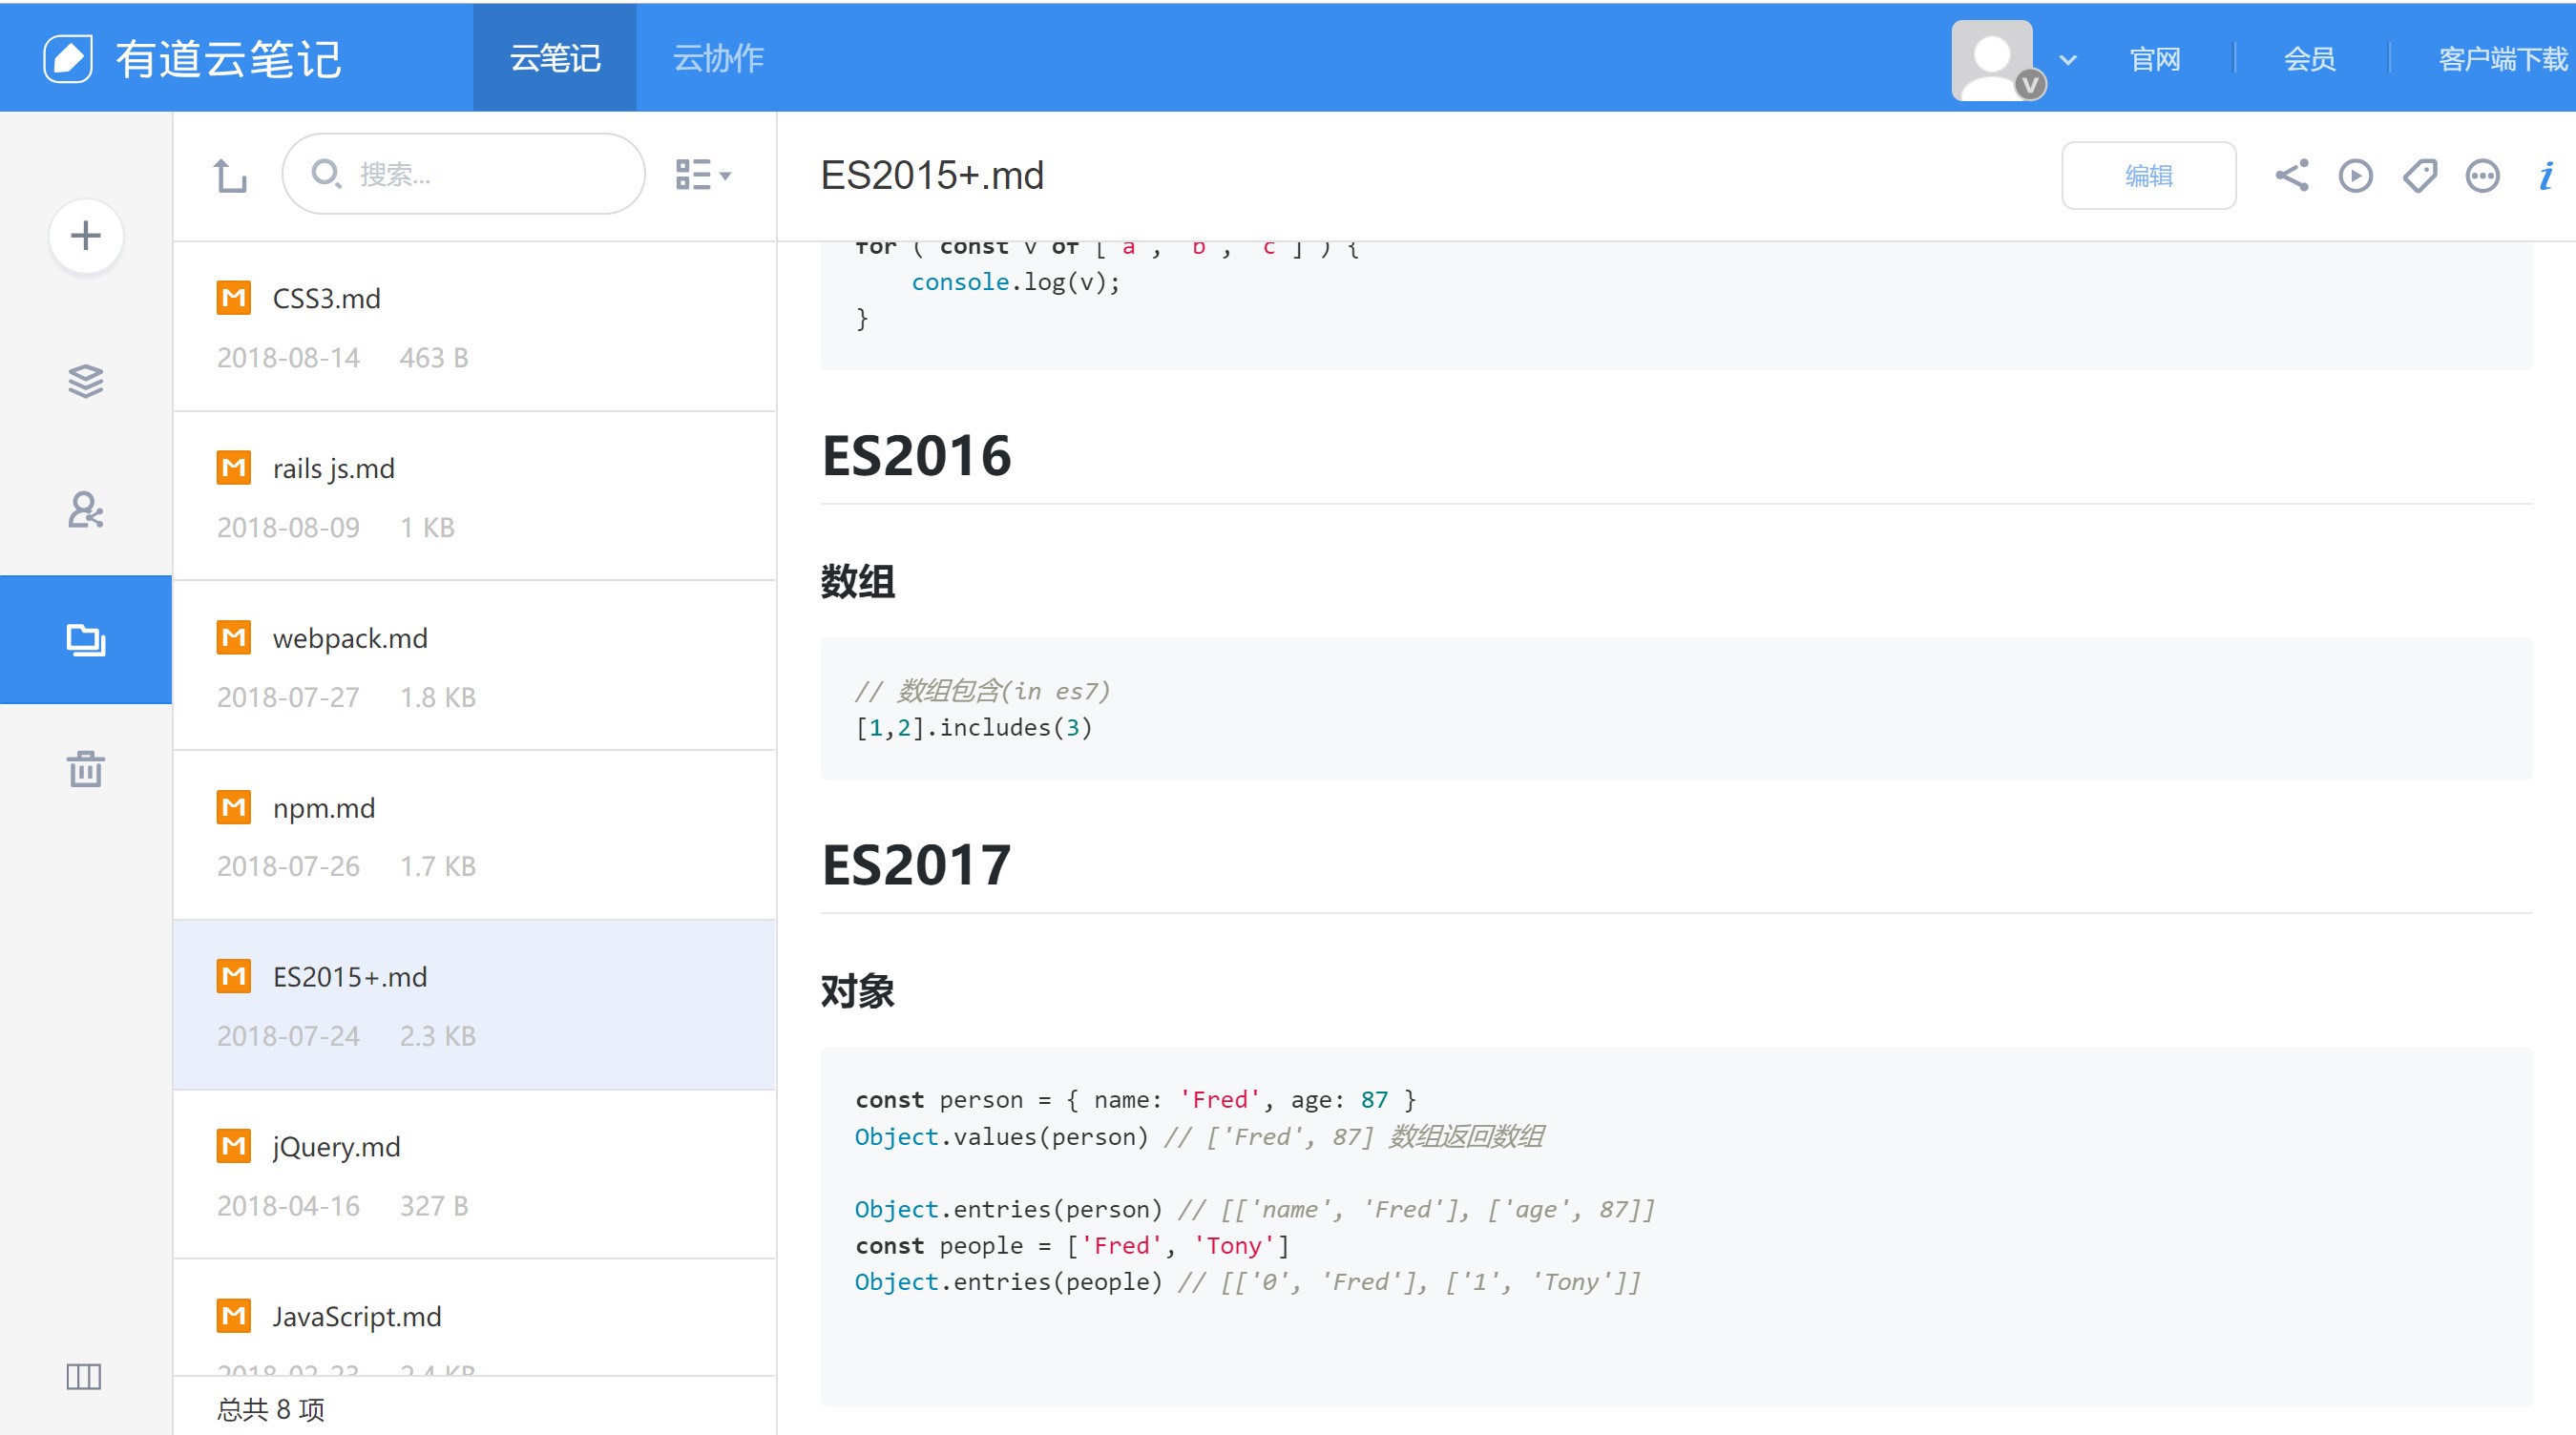 有道云笔记
云笔记
云协作
官网
会员
客户端下载
搜索...
CSS3.md
2018-08-14 463 B
rails js.md
2018-08-09 1 KB
webpack.md
2018-07-27 1.8 KB
npm.md
2018-07-26 1.7 KB
ES2015+.md
2018-07-24 2.3 KB
jQuery.md
2018-04-16 327 B
JavaScript.md
2018-02-23 2.4 KB
总共 8 项
ES2015+.md
编辑
for ( const v of ['a', 'b', 'c'] ) {
console.log(v);
}
ES2016
数组
// 数组包含(in es7)
[1,2].includes(3)
ES2017
对象
const person = { name: 'Fred', age: 87 }
Object.values(person) // ['Fred', 87] 数组返回数组
Object.entries(person) // [['name', 'Fred'], ['age', 87]]
const people = ['Fred', 'Tony']
Object.entries(people) // [['0', 'Fred'], ['1', 'Tony']]